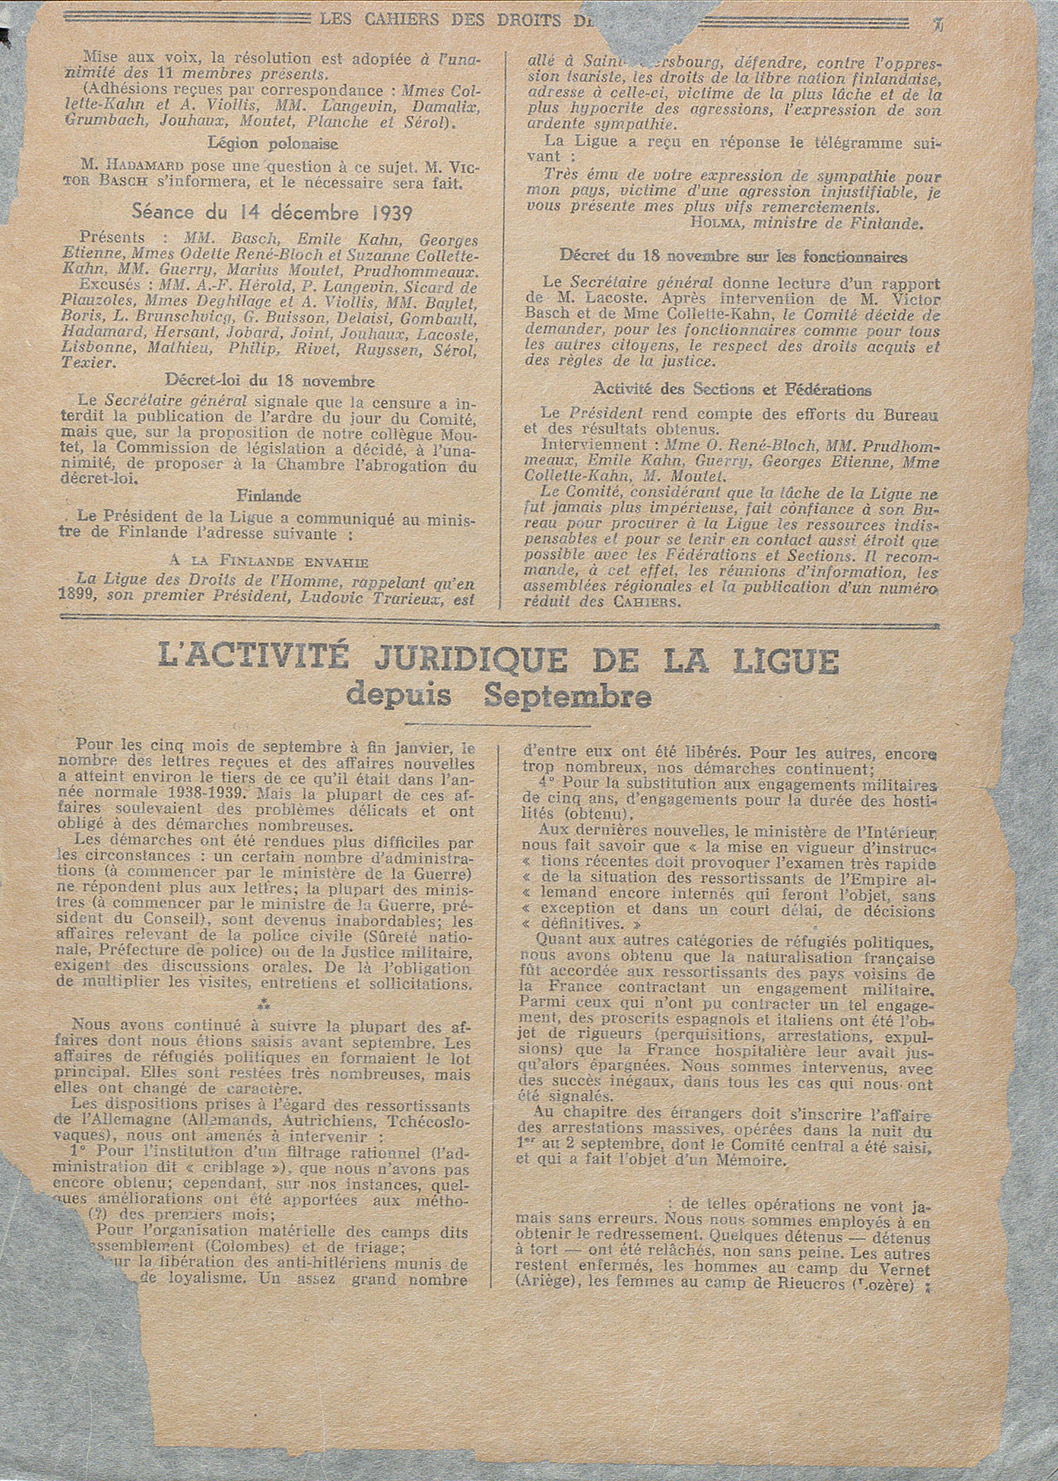 LES CAHIERS DES DROITS DE
7
Mise aux voix, la résolution est adoptée à l'una-
nimité des 11 membres présents.
(Adhésions reçues par correspondance : Mmes Col-
lette-Kahn et A. Viollis, MM. Langevin, Damalix,
Grumbach, Jouhaux, Moutet, Planche et Sérol).
Légion polonaise
M. HADAMARD pose une question à ce sujet. M. VIC-
TOR BASCH s'informera, et le nécessaire sera fait.
Séance du 14 décembre 1939
Présents : MM. Basch, Emile Kahn, Georges
Etienne, Mmes Odette René-Bloch et Suzanne Collette-
Kahn, MM. Guerry, Marius Moutet, Prudhommeaux.
Excusés : MM. A.-F. Hérold, P. Langevin, Sicard de
Plauzoles, Mmes Deghilage et A. Viollis, MM. Baylet,
Boris, L. Brunschvicg, G. Buisson, Delaisi, Gombault,
Hadamard, Hersant, Jobard, Joint, Jouhaux, Lacoste,
Lisbonne, Mathieu, Philip, Rivet, Ruyssen, Sérol,
Texier.
Décret-loi du 18 novembre
Le Secrétaire général signale que la censure a in-
terdit la publication de l'ardre du jour du Comité,
mais que, sur la proposition de notre collègue Mou-
tet, la Commission de législation a décidé, à l'una-
nimité, de proposer à la Chambre l'abrogation du
décret-loi.
Finlande
Le Président de la Ligue a communiqué au minis-
tre de Finlande l'adresse suivante :
A LA FINLANDE ENVAHIE
La Ligue des Droits de l'Homme, rappelant qu'en
1899, son premier Président, Ludovic Trarieux, est
allé à Saint- ersbourg, défendre, contre l'oppres-
sion tsariste, les droits de la libre nation finlandaise,
adresse à celle-ci, victime de la plus lâche et de la
plus hypocrite des agressions, l'expression de son
ardente sympathie.
La Ligue a reçu en réponse le télégramme sui-
vant :
Très ému de votre expression de sympathie pour
mon pays, victime d'une agression injustifiable, je
vous présente mes plus vifs remerciements.
HOLMA, ministre de Finlande.
Décret du 18 novembre sur les fonctionnaires
Le Secrétaire général donne lecture d'un rapport
de M. Lacoste. Après intervention de M. Victor
Basch et de Mme Collette-Kahn, le Comité décide de
demander, pour les fonctionnaires comme pour tous
les autres citoyens, le respect des droits acquis et
des règles de la justice.
Activité des Sections et Fédérations
Le Président rend compte des efforts du Bureau
et des résultats obtenus.
Interviennent : Mme O. René-Bloch, MM. Prudhom-
meaux, Emile Kahn, Guerry, Georges Etienne, Mme
Collette-Kahn, M. Moutet.
Le Comité, considérant que la tâche de la Ligue ne
fut jamais plus impérieuse, fait confiance à son Bu-
reau pour procurer à la Ligue les ressources indis-
pensables et pour se tenir en contact aussi étroit que
possible avec les Fédérations et Sections. Il recom-
mande, à cet effet, les réunions d'information, les
assemblées régionales et la publication d'un numéro
réduit des CAHIERS.
L'ACTIVITÉ JURIDIQUE DE LA LIGUE
depuis Septembre
Pour les cinq mois de septembre à fin janvier, le
nombre des lettres reçues et des affaires nouvelles
a atteint environ le tiers de ce qu'il était dans l'an-
née normale 1938-1939. Mais la plupart de ces af-
faires soulevaient des problèmes délicats et ont
obligé à des démarches nombreuses.
Les démarches ont été rendues plus difficiles par
les circonstances : un certain nombre d'administra-
tions (à commencer par le ministère de la Guerre)
ne répondent plus aux lettres; la plupart des minis-
tres (à commencer par le ministre de la Guerre, pré-
sident du Conseil), sont devenus inabordables; les
affaires relevant de la police civile (Sûreté natio-
nale, Préfecture de police) ou de la Justice militaire,
exigent des discussions orales. De là l'obligation
de multiplier les visites, entretiens et sollicitations.
⁂
Nous avons continué à suivre la plupart des af-
faires dont nous étions saisis avant septembre. Les
affaires de réfugiés politiques en formaient le lot
principal. Elles sont restées très nombreuses, mais
elles ont changé de caractère.
Les dispositions prises à l'égard des ressortissants
de l'Allemagne (Allemands, Autrichiens, Tchécoslo-
vaques), nous ont amenés à intervenir :
1° Pour l'institution d'un filtrage rationnel (l'ad-
ministration dit « criblage »), que nous n'avons pas
encore obtenu; cependant, sur nos instances, quel-
ques améliorations ont été apportées aux métho-
(?) des premiers mois;
Pour l'organisation matérielle des camps dits
ssemblement (Colombes) et de triage;
ur la libération des anti-hitlériens munis de
de loyalisme. Un assez grand nombre
d'entre eux ont été libérés. Pour les autres, encore
trop nombreux, nos démarches continuent;
4° Pour la substitution aux engagements militaires
de cinq ans, d'engagements pour la durée des hosti-
lités (obtenu).
Aux dernières nouvelles, le ministère de l'Intérieur
nous fait savoir que « la mise en vigueur d'instruc-
« tions récentes doit provoquer l'examen très rapide
« de la situation des ressortissants de l'Empire al-
« lemand encore internés qui feront l'objet, sans
« exception et dans un court délai, de décisions
« définitives. »
Quant aux autres catégories de réfugiés politiques,
nous avons obtenu que la naturalisation française
fût accordée aux ressortissants des pays voisins de
la France contractant un engagement militaire.
Parmi ceux qui n'ont pu contracter un tel engage-
ment, des proscrits espagnols et italiens ont été l'ob-
jet de rigueurs (perquisitions, arrestations, expul-
sions) que la France hospitalière leur avait jus-
qu'alors épargnées. Nous sommes intervenus, avec
des succès inégaux, dans tous les cas qui nous ont
été signalés.
Au chapitre des étrangers doit s'inscrire l'affaire
des arrestations massives, opérées dans la nuit du
1er au 2 septembre, dont le Comité central a été saisi,
et qui a fait l'objet d'un Mémoire.
: de telles opérations ne vont ja-
mais sans erreurs. Nous nous sommes employés à en
obtenir le redressement. Quelques détenus — détenus
à tort — ont été relâchés, non sans peine. Les autres
restent enfermés, les hommes au camp du Vernet
(Ariège), les femmes au camp de Rieucros (Lozère) ;